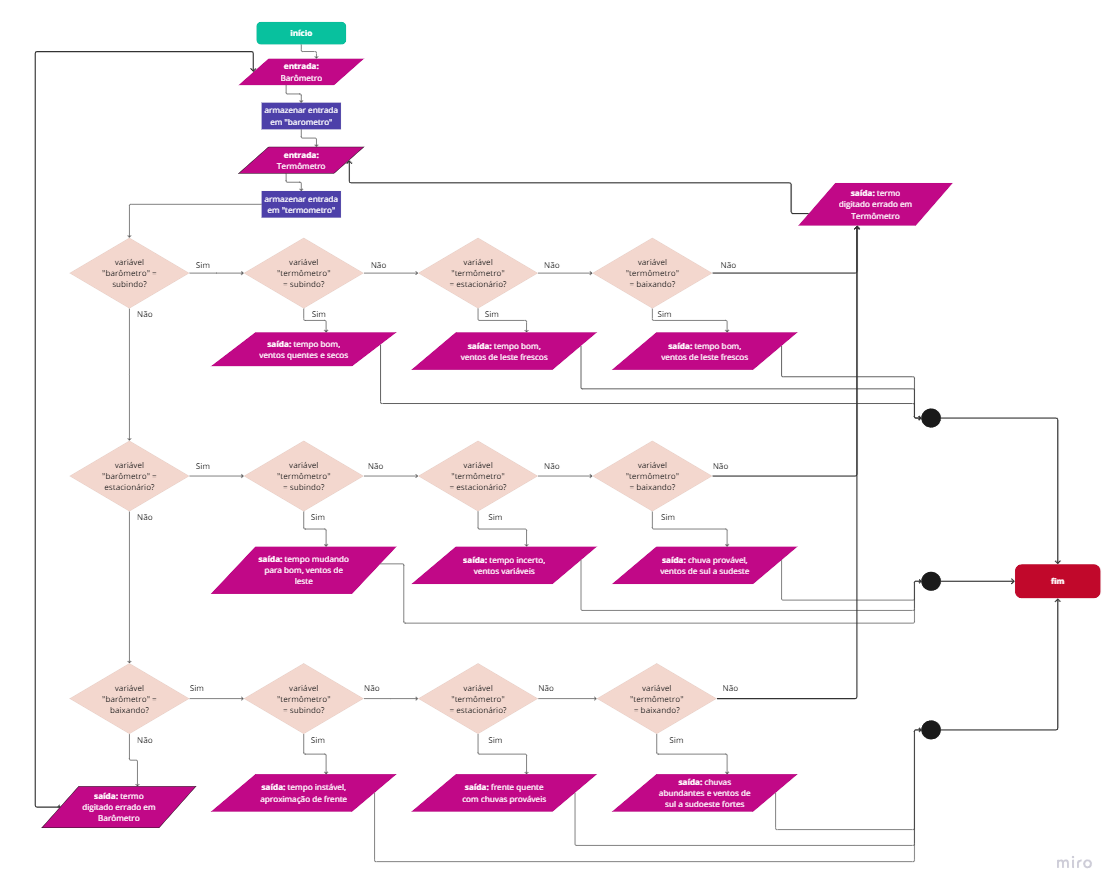 início
entrada:
Barômetro
armazenar entrada
em "barometro"
entrada:
Termômetro
armazenar entrada
em "termometro"
saída: termo
digitado errado em
Termômetro
variável
"barômetro" =
subindo?
Sim
variável
"termômetro"
= subindo?
Não
variável
"termômetro"
= estacionário?
Não
variável
"termômetro"
= baixando?
Não
Não
Sim
Sim
Sim
saída: tempo bom,
ventos quentes e secos
saída: tempo bom,
ventos de leste frescos
saída: tempo bom,
ventos de leste frescos
variável
"barômetro" =
estacionário?
Sim
variável
"termômetro"
= subindo?
Não
variável
"termômetro"
= estacionário?
Não
variável
"termômetro"
= baixando?
Não
Não
Sim
Sim
Sim
saída: tempo mudando
para bom, ventos de
leste
saída: tempo incerto,
ventos variáveis
saída: chuva provável,
ventos de sul a sudeste
fim
variável
"barômetro" =
baixando?
Sim
variável
"termômetro"
= subindo?
Não
variável
"termômetro"
= estacionário?
Não
variável
"termômetro"
= baixando?
Não
Não
Sim
Sim
Sim
saída: termo
digitado errado em
Barômetro
saída: tempo instável,
aproximação de frente
saída: frente quente
com chuvas prováveis
saída: chuvas
abundantes e ventos de
sul a sudoeste fortes
miro